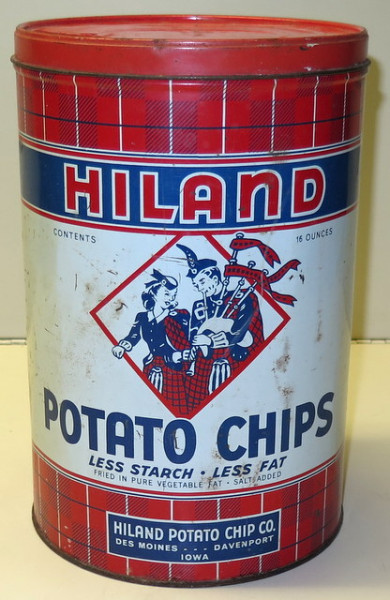 HILAND
CONTENTS 16 OUNCES
POTATO CHIPS
LESS STARCH · LESS FAT
FRIED IN PURE VEGETABLE FAT · SALT ADDED
HILAND POTATO CHIP CO.
DES MOINES - - - DAVENPORT
IOWA